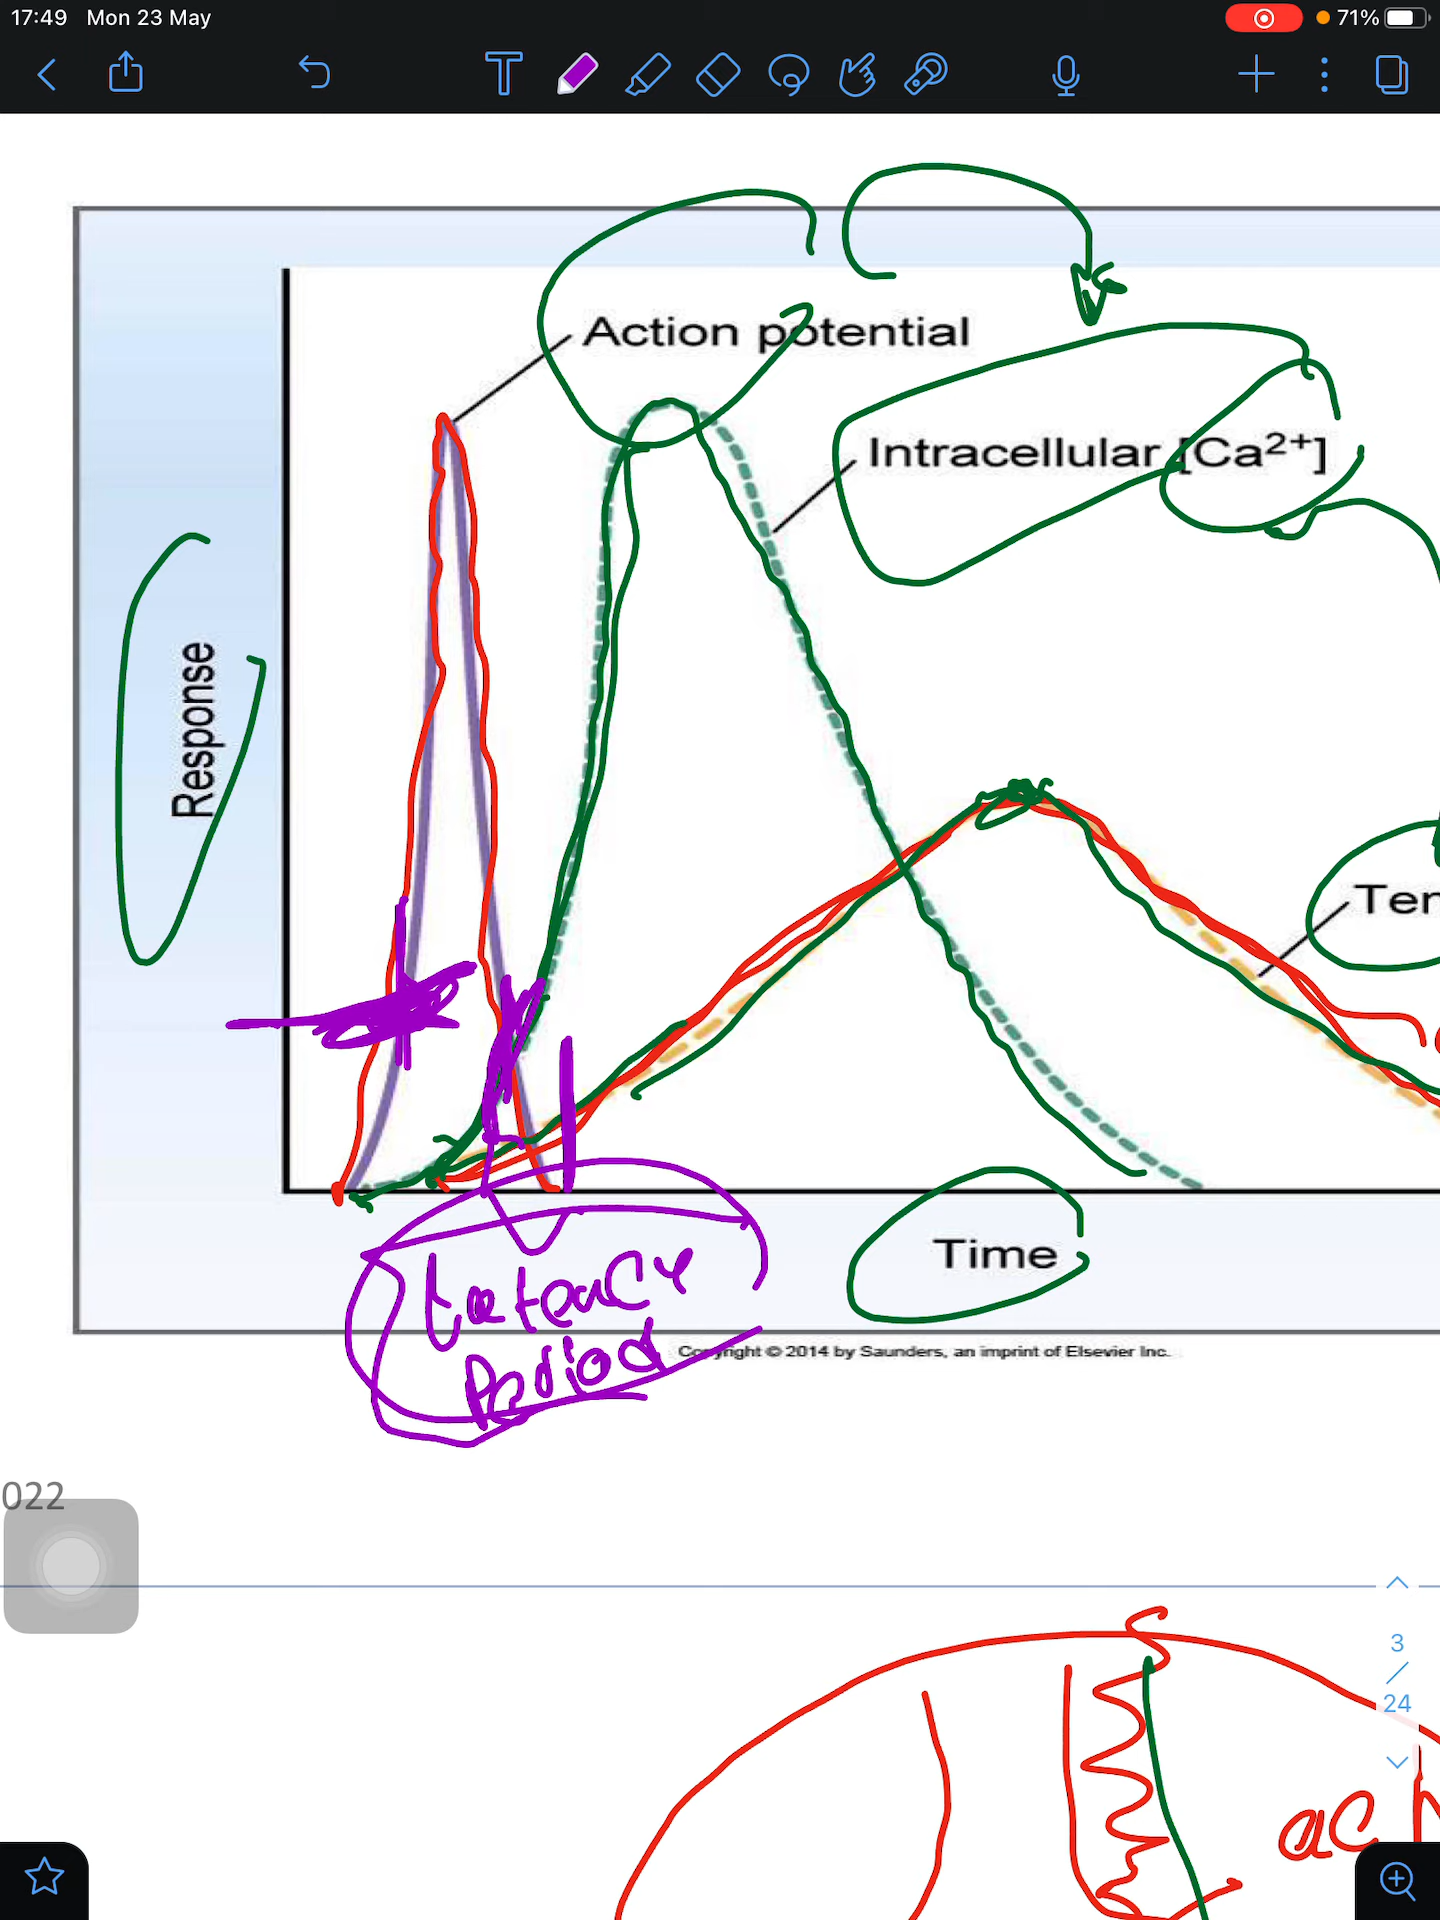 17:49 Mon 23 May
71%
T
Action potential
Intracellular [Ca²⁺]
Response
Ten
Time
Latency
Period
Copyright © 2014 by Saunders, an imprint of Elsevier Inc.
022
3
/
24
ac